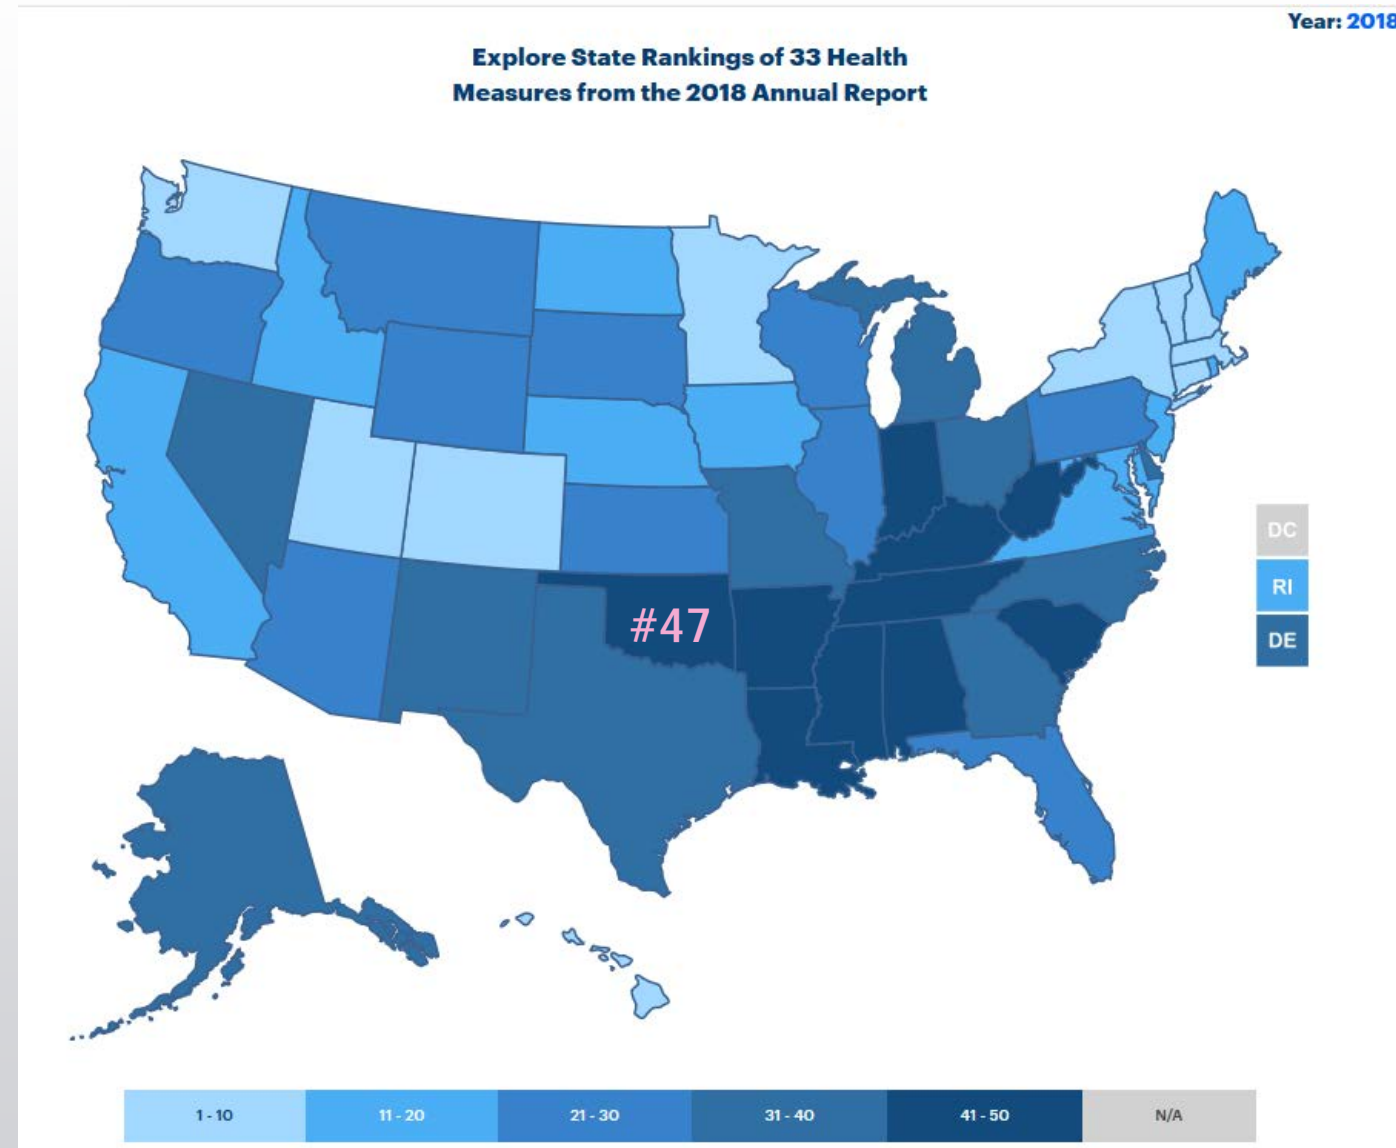 Year: 2018
Explore State Rankings of 33 Health
Measures from the 2018 Annual Report
DC
RI
#47
DE
1 - 10
11 - 20
21 - 30
31 - 40
41 - 50
N/A